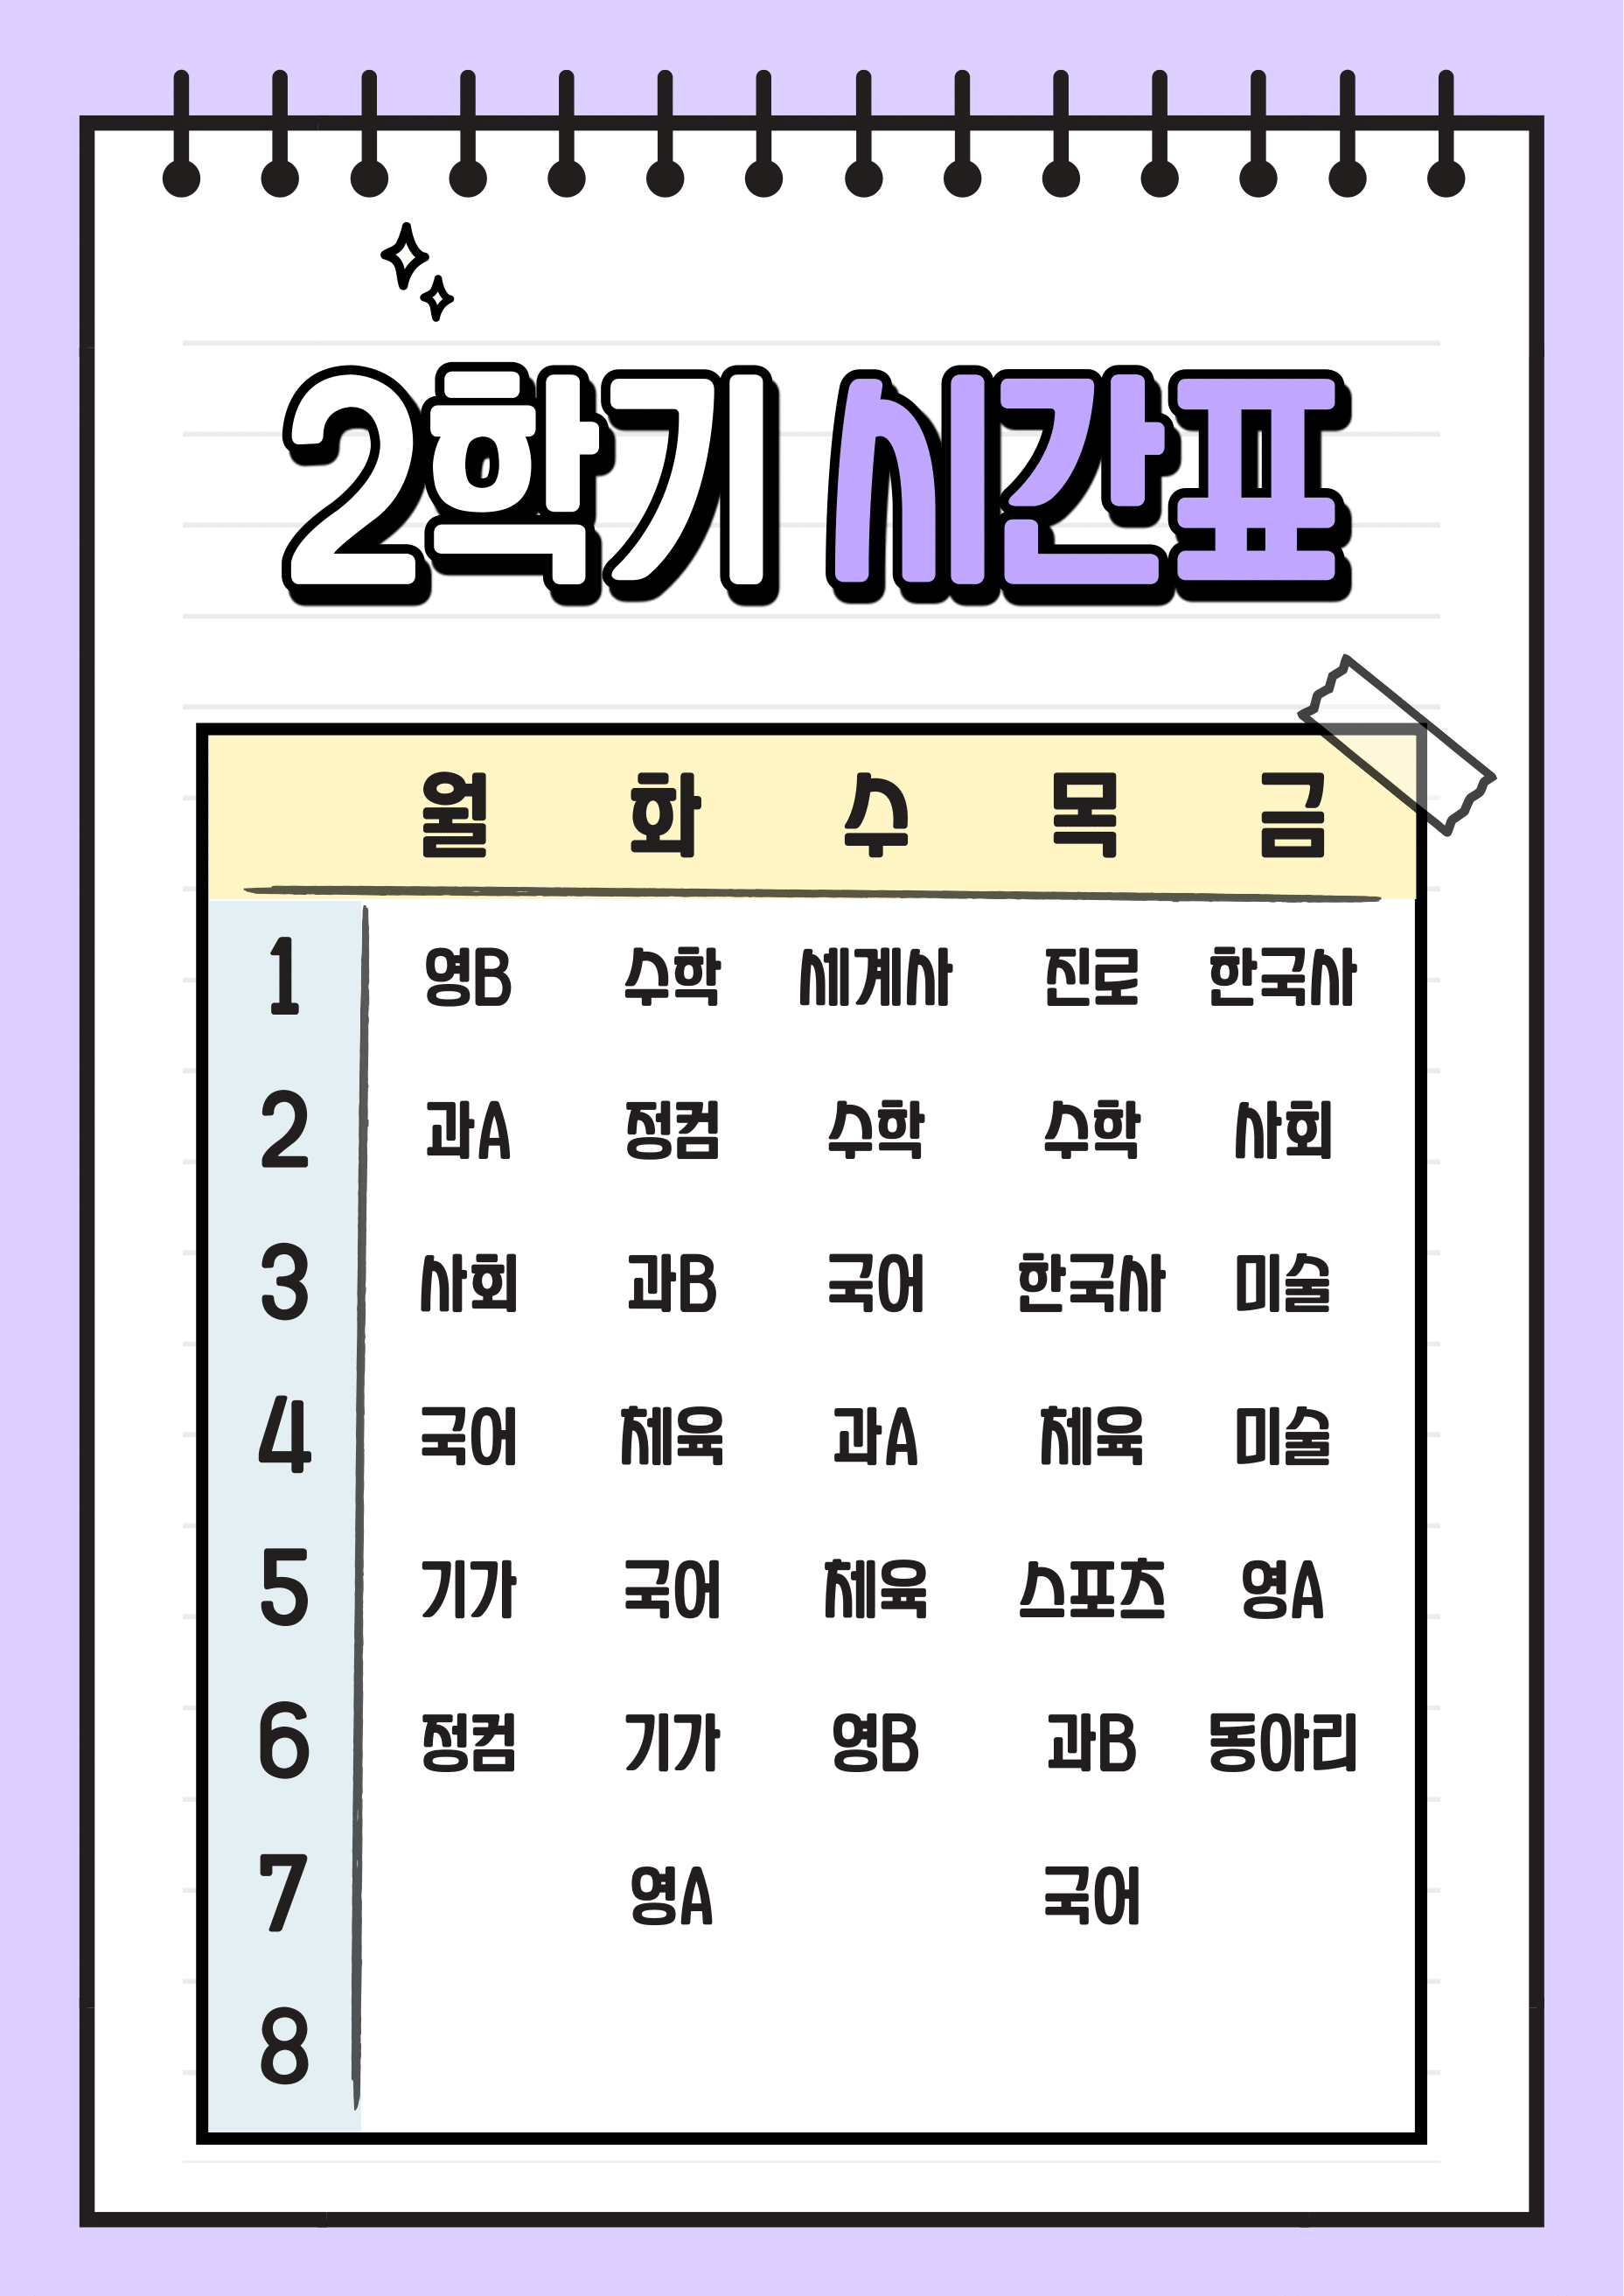 2학기 시간표
월 화 수 목 금
1 영B 수학 세계사 진로 한국사
2 과A 정컴 수학 수학 사회
3 사회 과B 국어 한국사 미술
4 국어 체육 과A 체육 미술
5 기가 국어 체육 스포츠 영A
6 정컴 기가 영B 과B 동아리
7 영A 국어
8